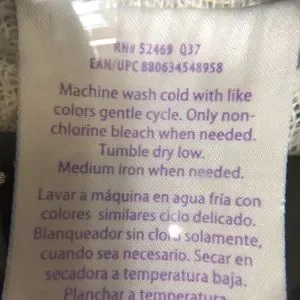 RN# 52469 Q37
EAN/UPC 880634548958
Machine wash cold with like
colors gentle cycle. Only non-
chlorine bleach when needed.
Tumble dry low.
Medium iron when needed.
Lavar a máquina en agua fría con
colores similares ciclo delicado.
Blanqueador sin cloro solamente,
cuando sea necesario. Secar en
secadora a temperatura baja.
Planchar a temperatura